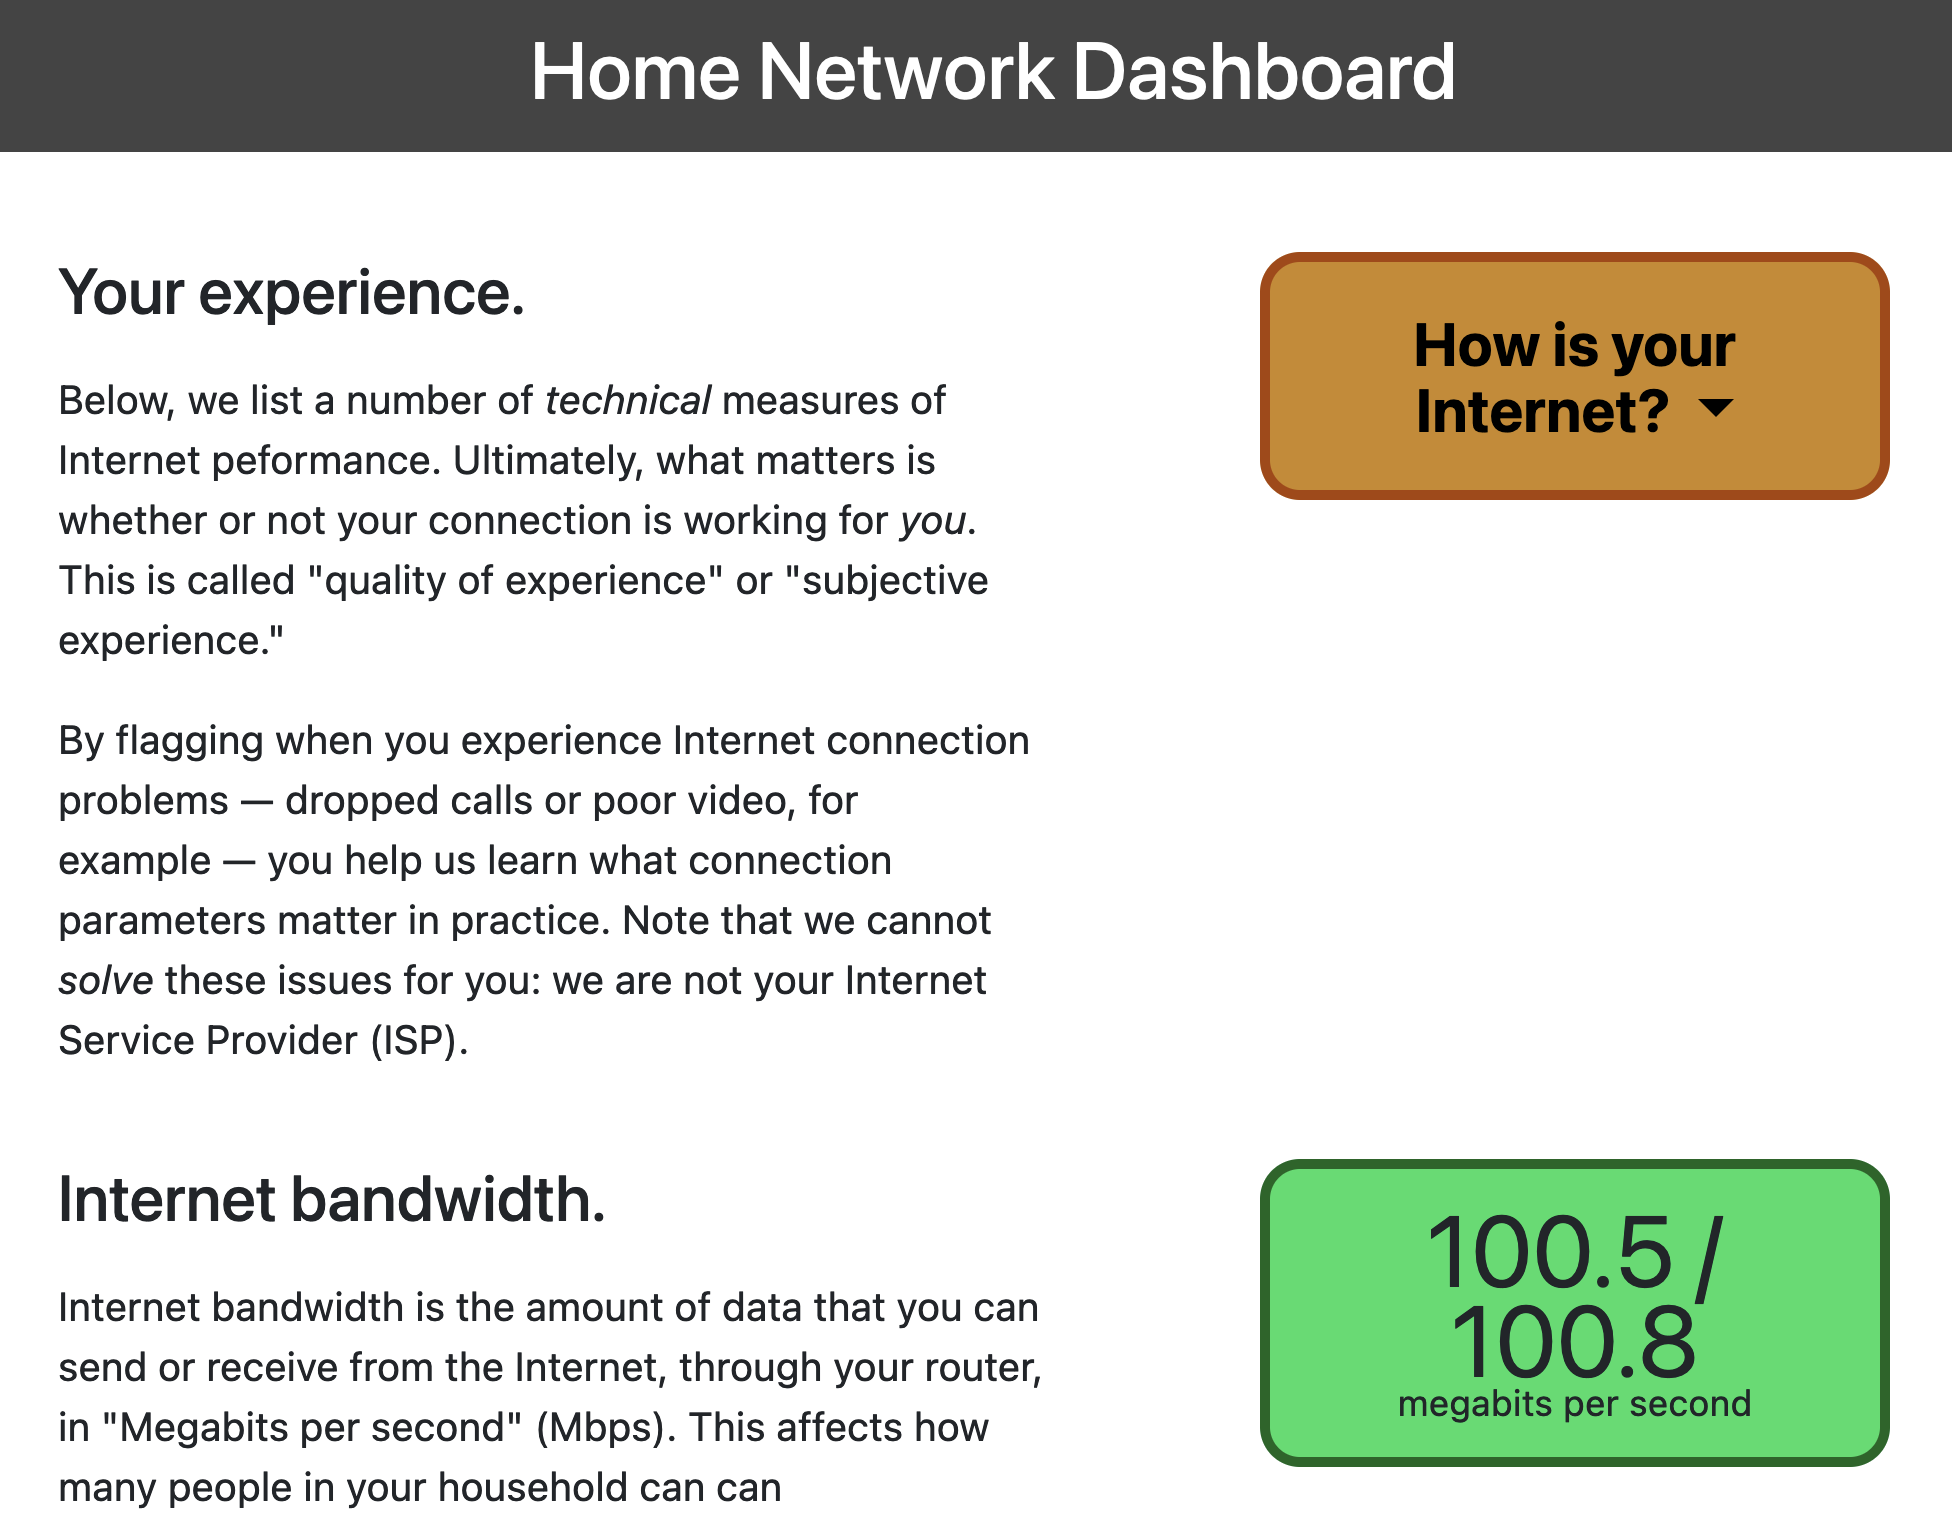 Home Network Dashboard
Your experience.
Below, we list a number of technical measures of
Internet peformance. Ultimately, what matters is
whether or not your connection is working for you.
This is called "quality of experience" or "subjective
experience."
By flagging when you experience Internet connection
problems — dropped calls or poor video, for
example — you help us learn what connection
parameters matter in practice. Note that we cannot
solve these issues for you: we are not your Internet
Service Provider (ISP).
How is your
Internet?
Internet bandwidth.
Internet bandwidth is the amount of data that you can
send or receive from the Internet, through your router,
in "Megabits per second" (Mbps). This affects how
many people in your household can can
100.5 /
100.8
megabits per second